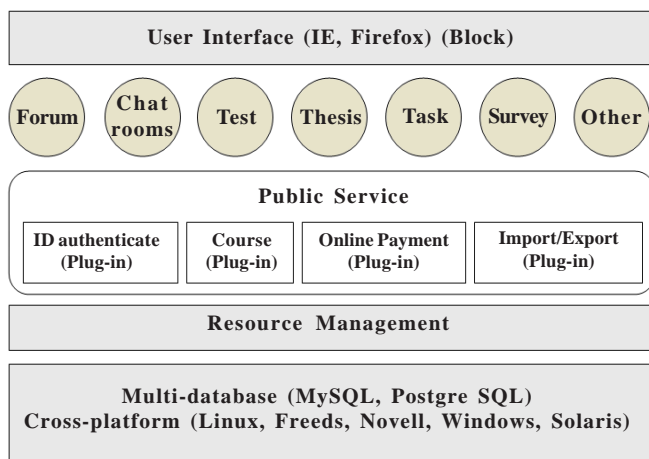 User Interface (IE, Firefox) (Block)
Forum
Chat
rooms
Test
Thesis
Task
Survey
Other
Public Service
ID authenticate
(Plug-in)
Course
(Plug-in)
Online Payment
(Plug-in)
Import/Export
(Plug-in)
Resource Management
Multi-database (MySQL, Postgre SQL)
Cross-platform (Linux, Freeds, Novell, Windows, Solaris)